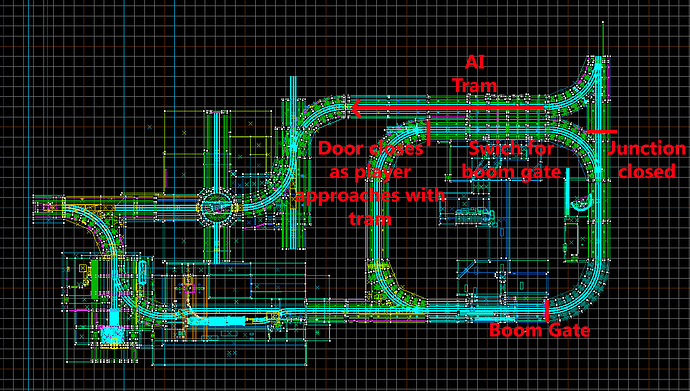 AI
Tram
Door closes
as player
approaches with
tram
Swich for
boom gate
Junction
closed
Boom Gate